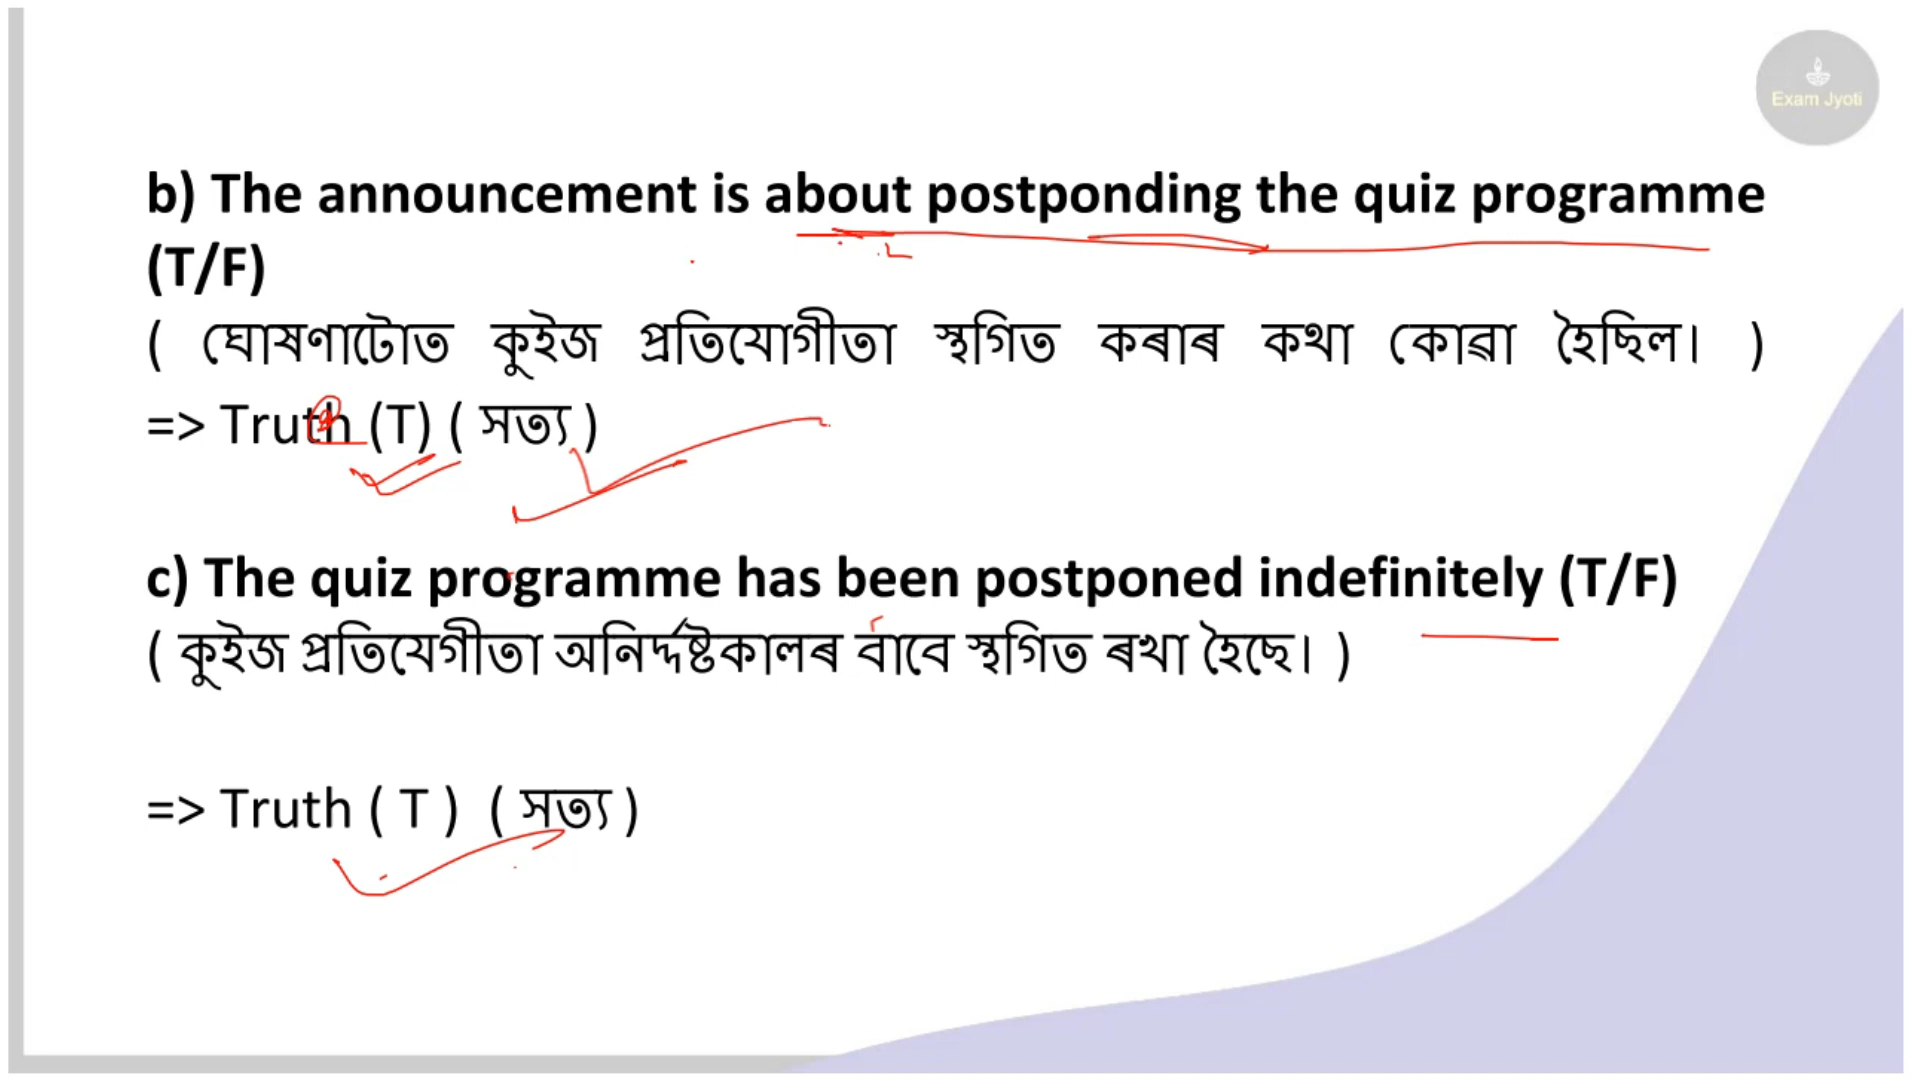 Exam Jyoti
b) The announcement is about postponding the quiz programme
(T/F)
( ঘোষণাটোত কুইজ প্ৰতিযোগীতা স্থগিত কৰাৰ কথা কোৱা হৈছিল। )
=> Truth (T) ( সত্য )
c) The quiz programme has been postponed indefinitely (T/F)
( কুইজ প্ৰতিযেগীতা অনিৰ্দ্দষ্টকালৰ বাবে স্থগিত ৰখা হৈছে। )
=> Truth ( T ) ( সত্য )